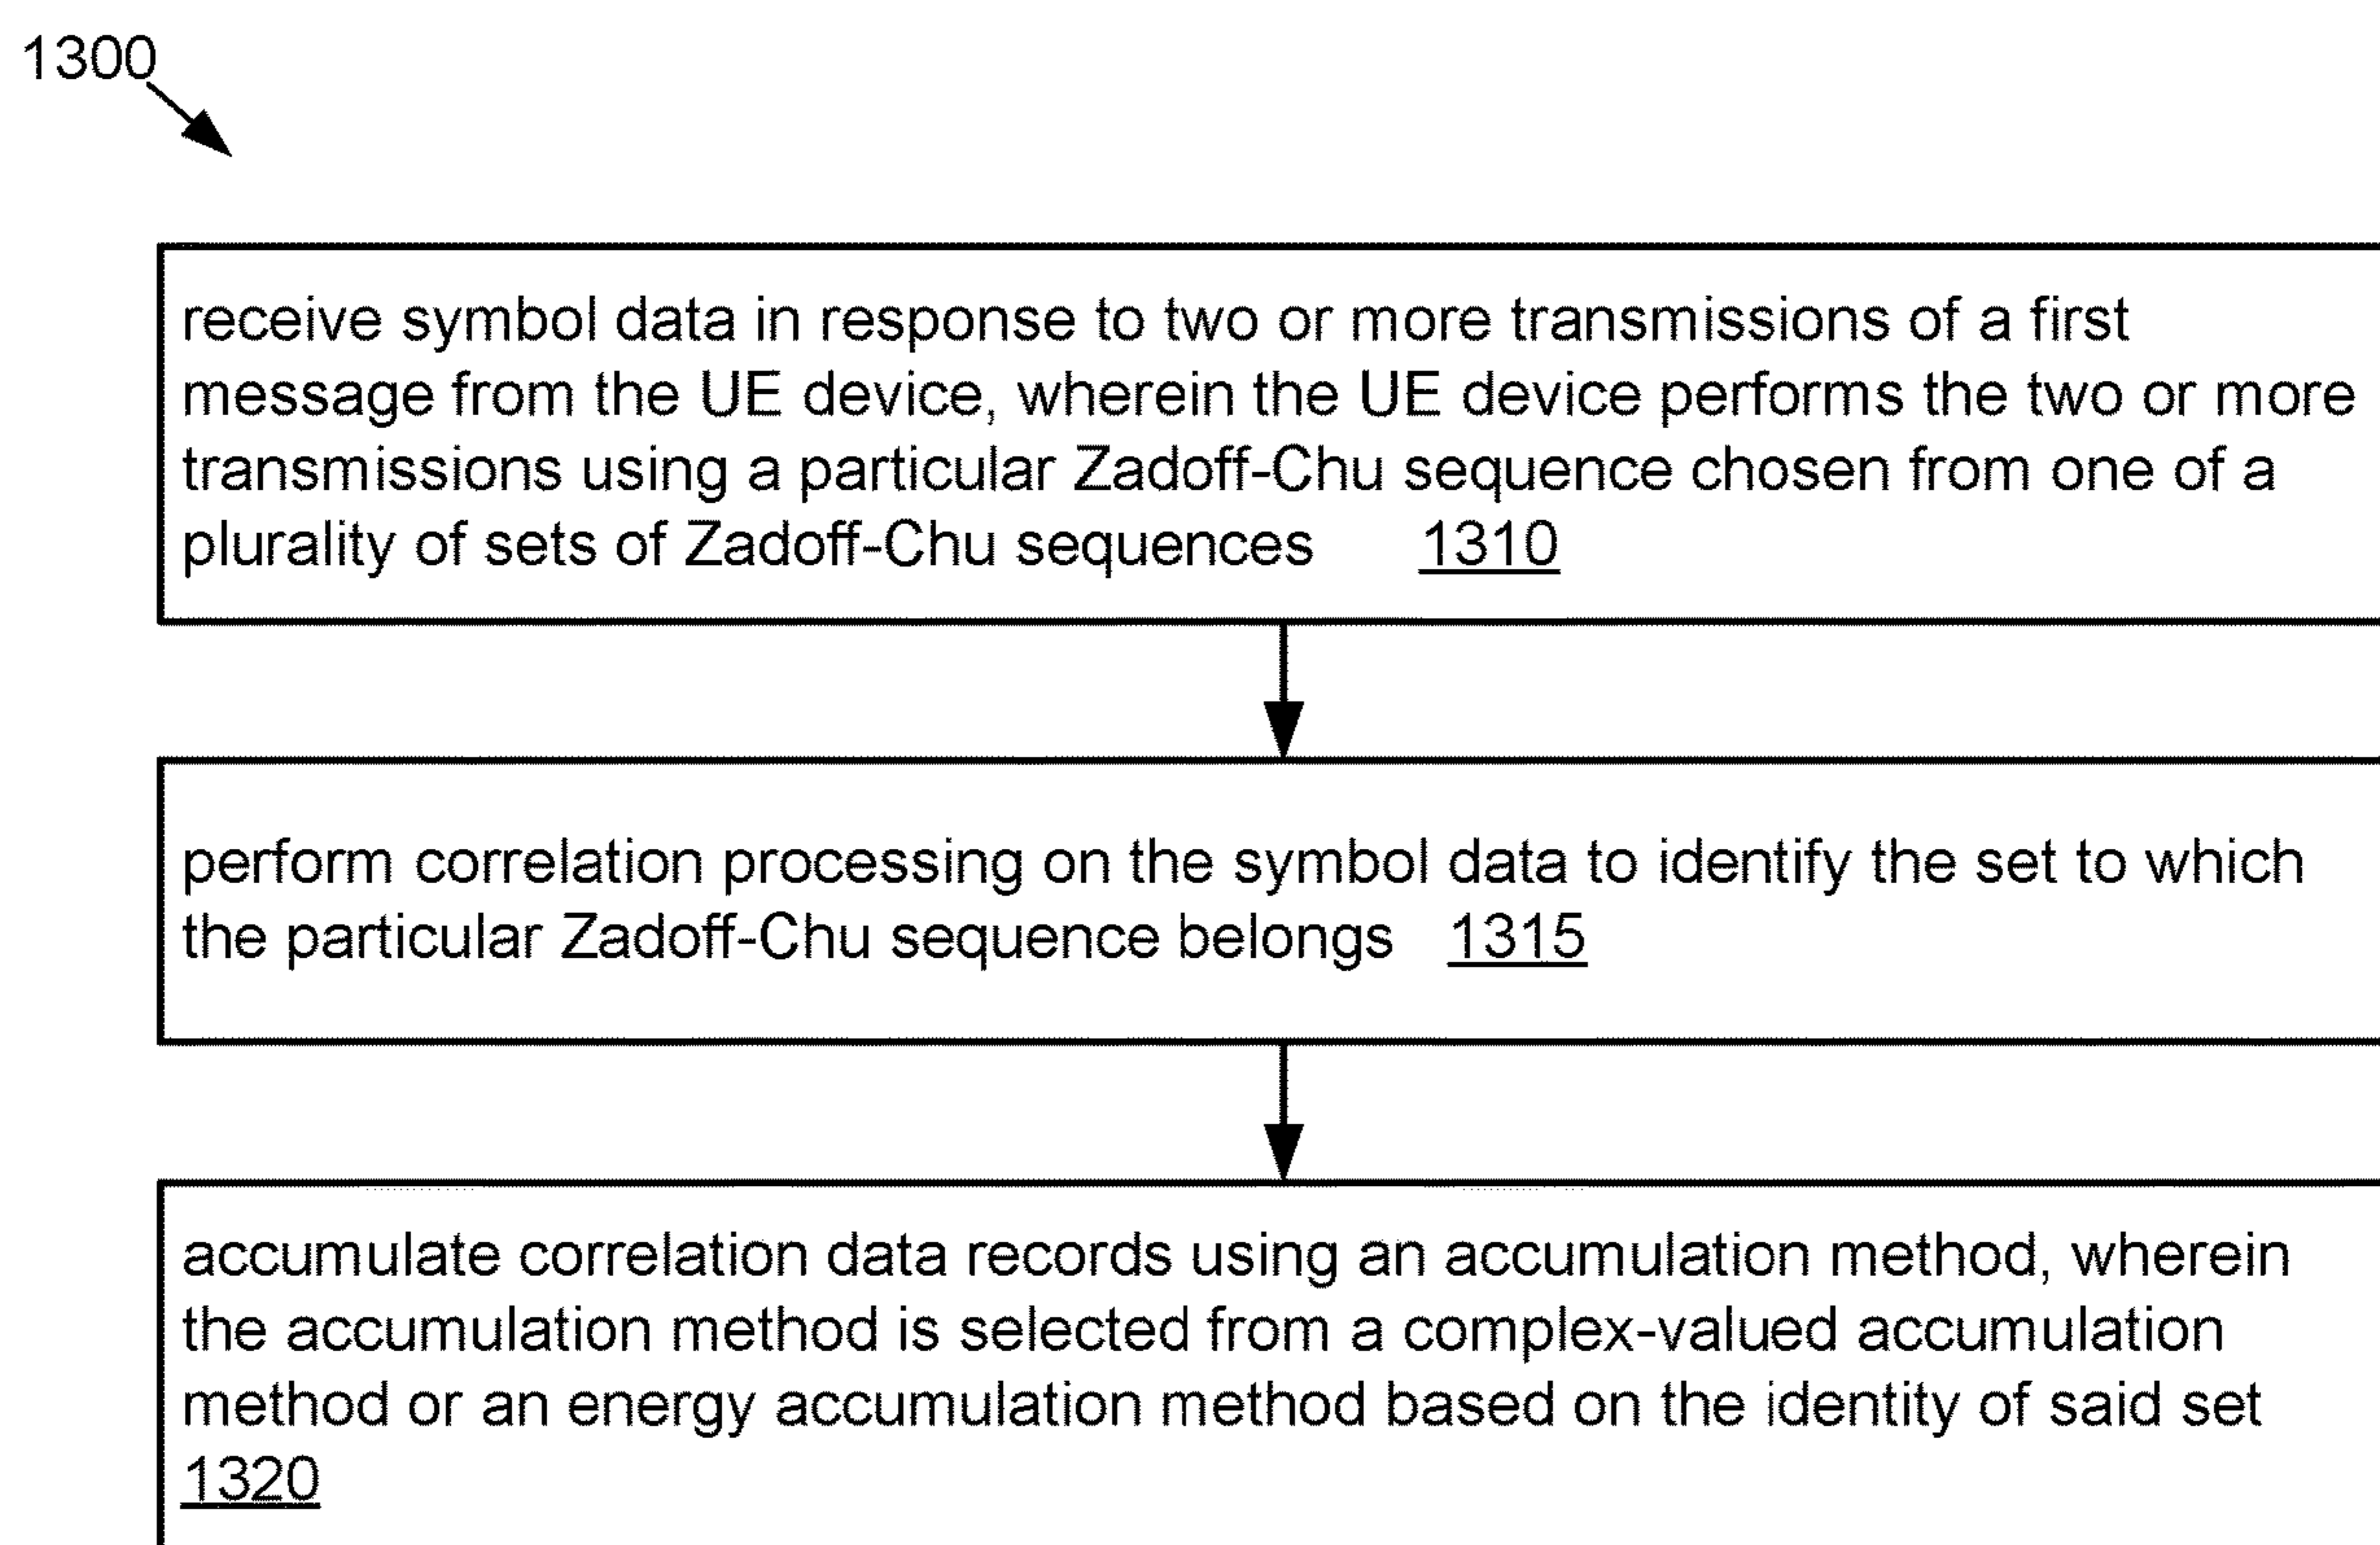 1300
receive symbol data in response to two or more transmissions of a first
message from the UE device, wherein the UE device performs the two or more
transmissions using a particular Zadoff-Chu sequence chosen from one of a
plurality of sets of Zadoff-Chu sequences 1310
perform correlation processing on the symbol data to identify the set to which
the particular Zadoff-Chu sequence belongs 1315
accumulate correlation data records using an accumulation method, wherein
the accumulation method is selected from a complex-valued accumulation
method or an energy accumulation method based on the identity of said set
1320